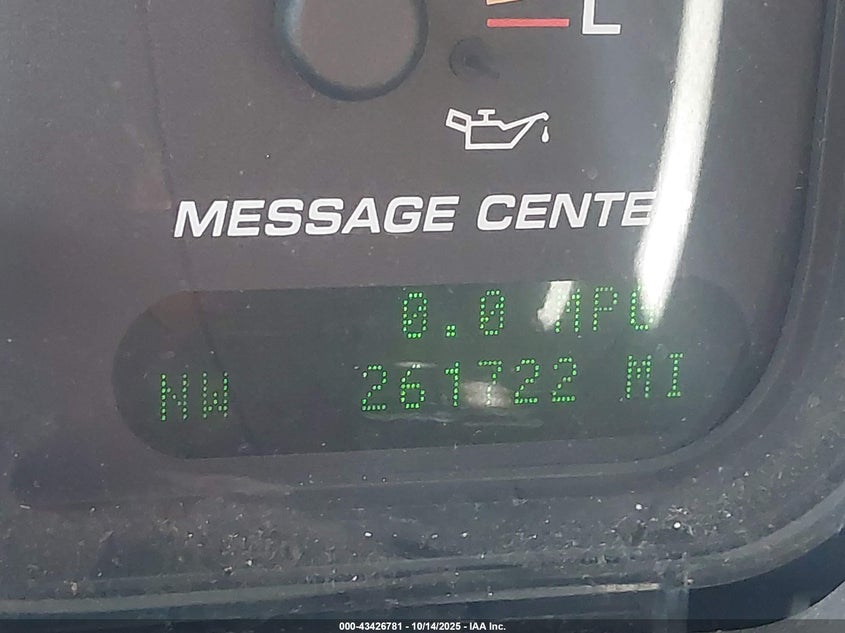 L
MESSAGE CENTE
0.0 MPG
NW 261722 MI
000-43426781 - 10/14/2025 - IAA Inc.